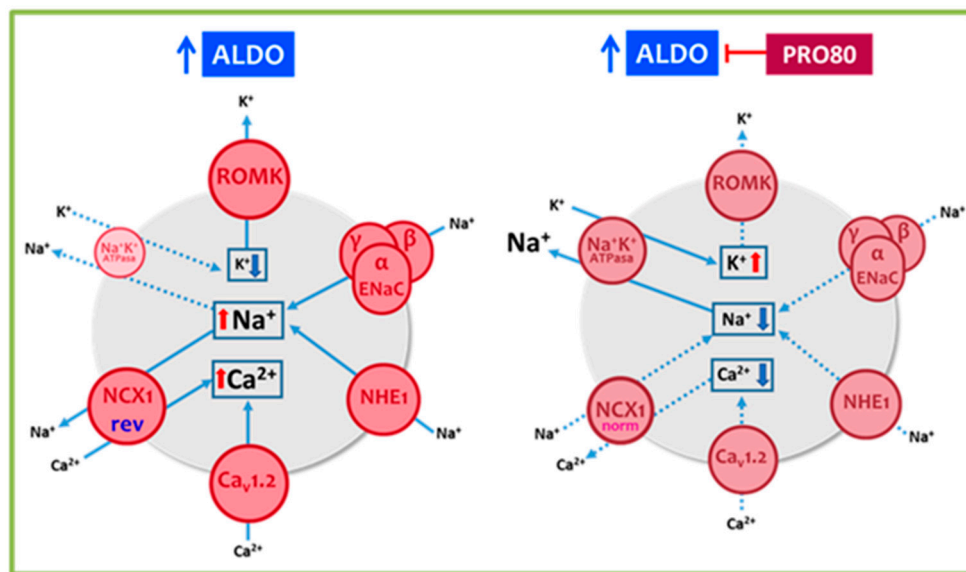 ↑ ALDO
K⁺
ROMK
K⁺
Na⁺
Na⁺K⁺
ATPasa
K⁺↓
γ
β
α
ENaC
Na⁺
↑Na⁺
↑Ca²⁺
NCX1
rev
NHE1
Na⁺
Ca²⁺
Na⁺
Caᵥ1.2
Ca²⁺
↑ ALDO
PRO80
K⁺
ROMK
K⁺
Na⁺
Na⁺K⁺
ATPasa
K⁺↑
γ
β
α
ENaC
Na⁺
Na⁺↓
Ca²⁺↓
NCX1
norm
NHE1
Na⁺
Ca²⁺
Na⁺
Caᵥ1.2
Ca²⁺